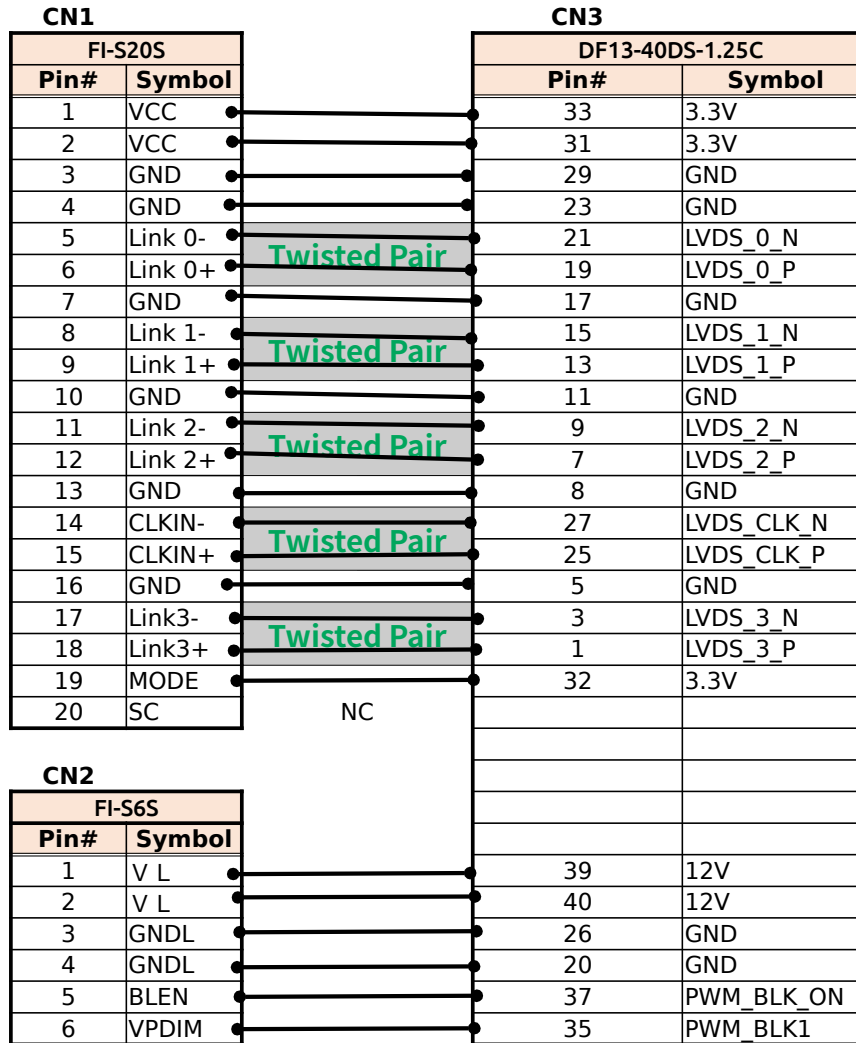 CN1 CN3
FI-S20S DF13-40DS-1.25C
Pin# Symbol Pin# Symbol
1 VCC 33 3.3V
2 VCC 31 3.3V
3 GND 29 GND
4 GND 23 GND
5 Link 0- Twisted Pair 21 LVDS_0_N
6 Link 0+ 19 LVDS_0_P
7 GND 17 GND
8 Link 1- Twisted Pair 15 LVDS_1_N
9 Link 1+ 13 LVDS_1_P
10 GND 11 GND
11 Link 2- Twisted Pair 9 LVDS_2_N
12 Link 2+ 7 LVDS_2_P
13 GND 8 GND
14 CLKIN- Twisted Pair 27 LVDS_CLK_N
15 CLKIN+ 25 LVDS_CLK_P
16 GND 5 GND
17 Link3- Twisted Pair 3 LVDS_3_N
18 Link3+ 1 LVDS_3_P
19 MODE 32 3.3V
20 SC NC
CN2
FI-S6S
Pin# Symbol
1 V L 39 12V
2 V L 40 12V
3 GNDL 26 GND
4 GNDL 20 GND
5 BLEN 37 PWM_BLK_ON
6 VPDIM 35 PWM_BLK1